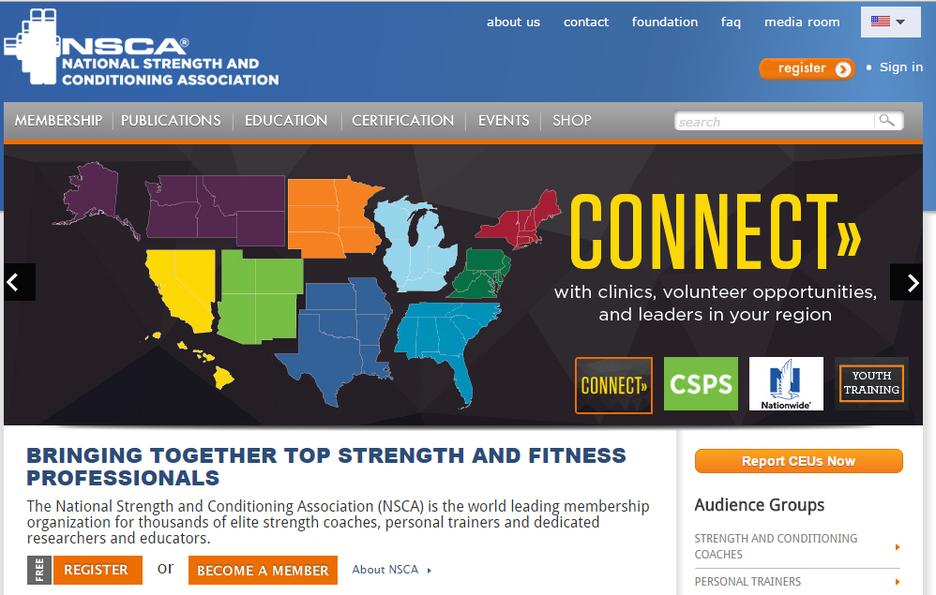 about us contact foundation faq media room
NSCA®
NATIONAL STRENGTH AND
CONDITIONING ASSOCIATION
register • Sign in
MEMBERSHIP PUBLICATIONS EDUCATION CERTIFICATION EVENTS SHOP search
CONNECT»
with clinics, volunteer opportunities,
and leaders in your region
CONNECT» CSPS Nationwide® YOUTH
TRAINING
BRINGING TOGETHER TOP STRENGTH AND FITNESS
PROFESSIONALS
The National Strength and Conditioning Association (NSCA) is the world leading membership
organization for thousands of elite strength coaches, personal trainers and dedicated
researchers and educators.
FREE REGISTER or BECOME A MEMBER About NSCA
Report CEUs Now
Audience Groups
STRENGTH AND CONDITIONING
COACHES
PERSONAL TRAINERS